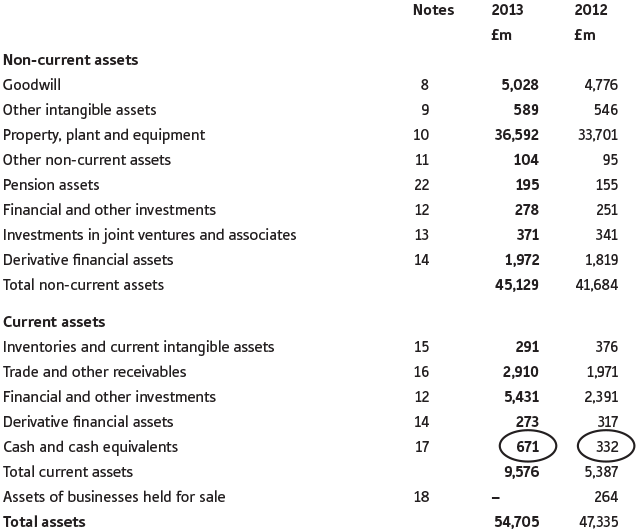 Notes 2013 2012
£m £m
Non-current assets
Goodwill 8 5,028 4,776
Other intangible assets 9 589 546
Property, plant and equipment 10 36,592 33,701
Other non-current assets 11 104 95
Pension assets 22 195 155
Financial and other investments 12 278 251
Investments in joint ventures and associates 13 371 341
Derivative financial assets 14 1,972 1,819
Total non-current assets 45,129 41,684
Current assets
Inventories and current intangible assets 15 291 376
Trade and other receivables 16 2,910 1,971
Financial and other investments 12 5,431 2,391
Derivative financial assets 14 273 317
Cash and cash equivalents 17 671 332
Total current assets 9,576 5,387
Assets of businesses held for sale 18 – 264
Total assets 54,705 47,335